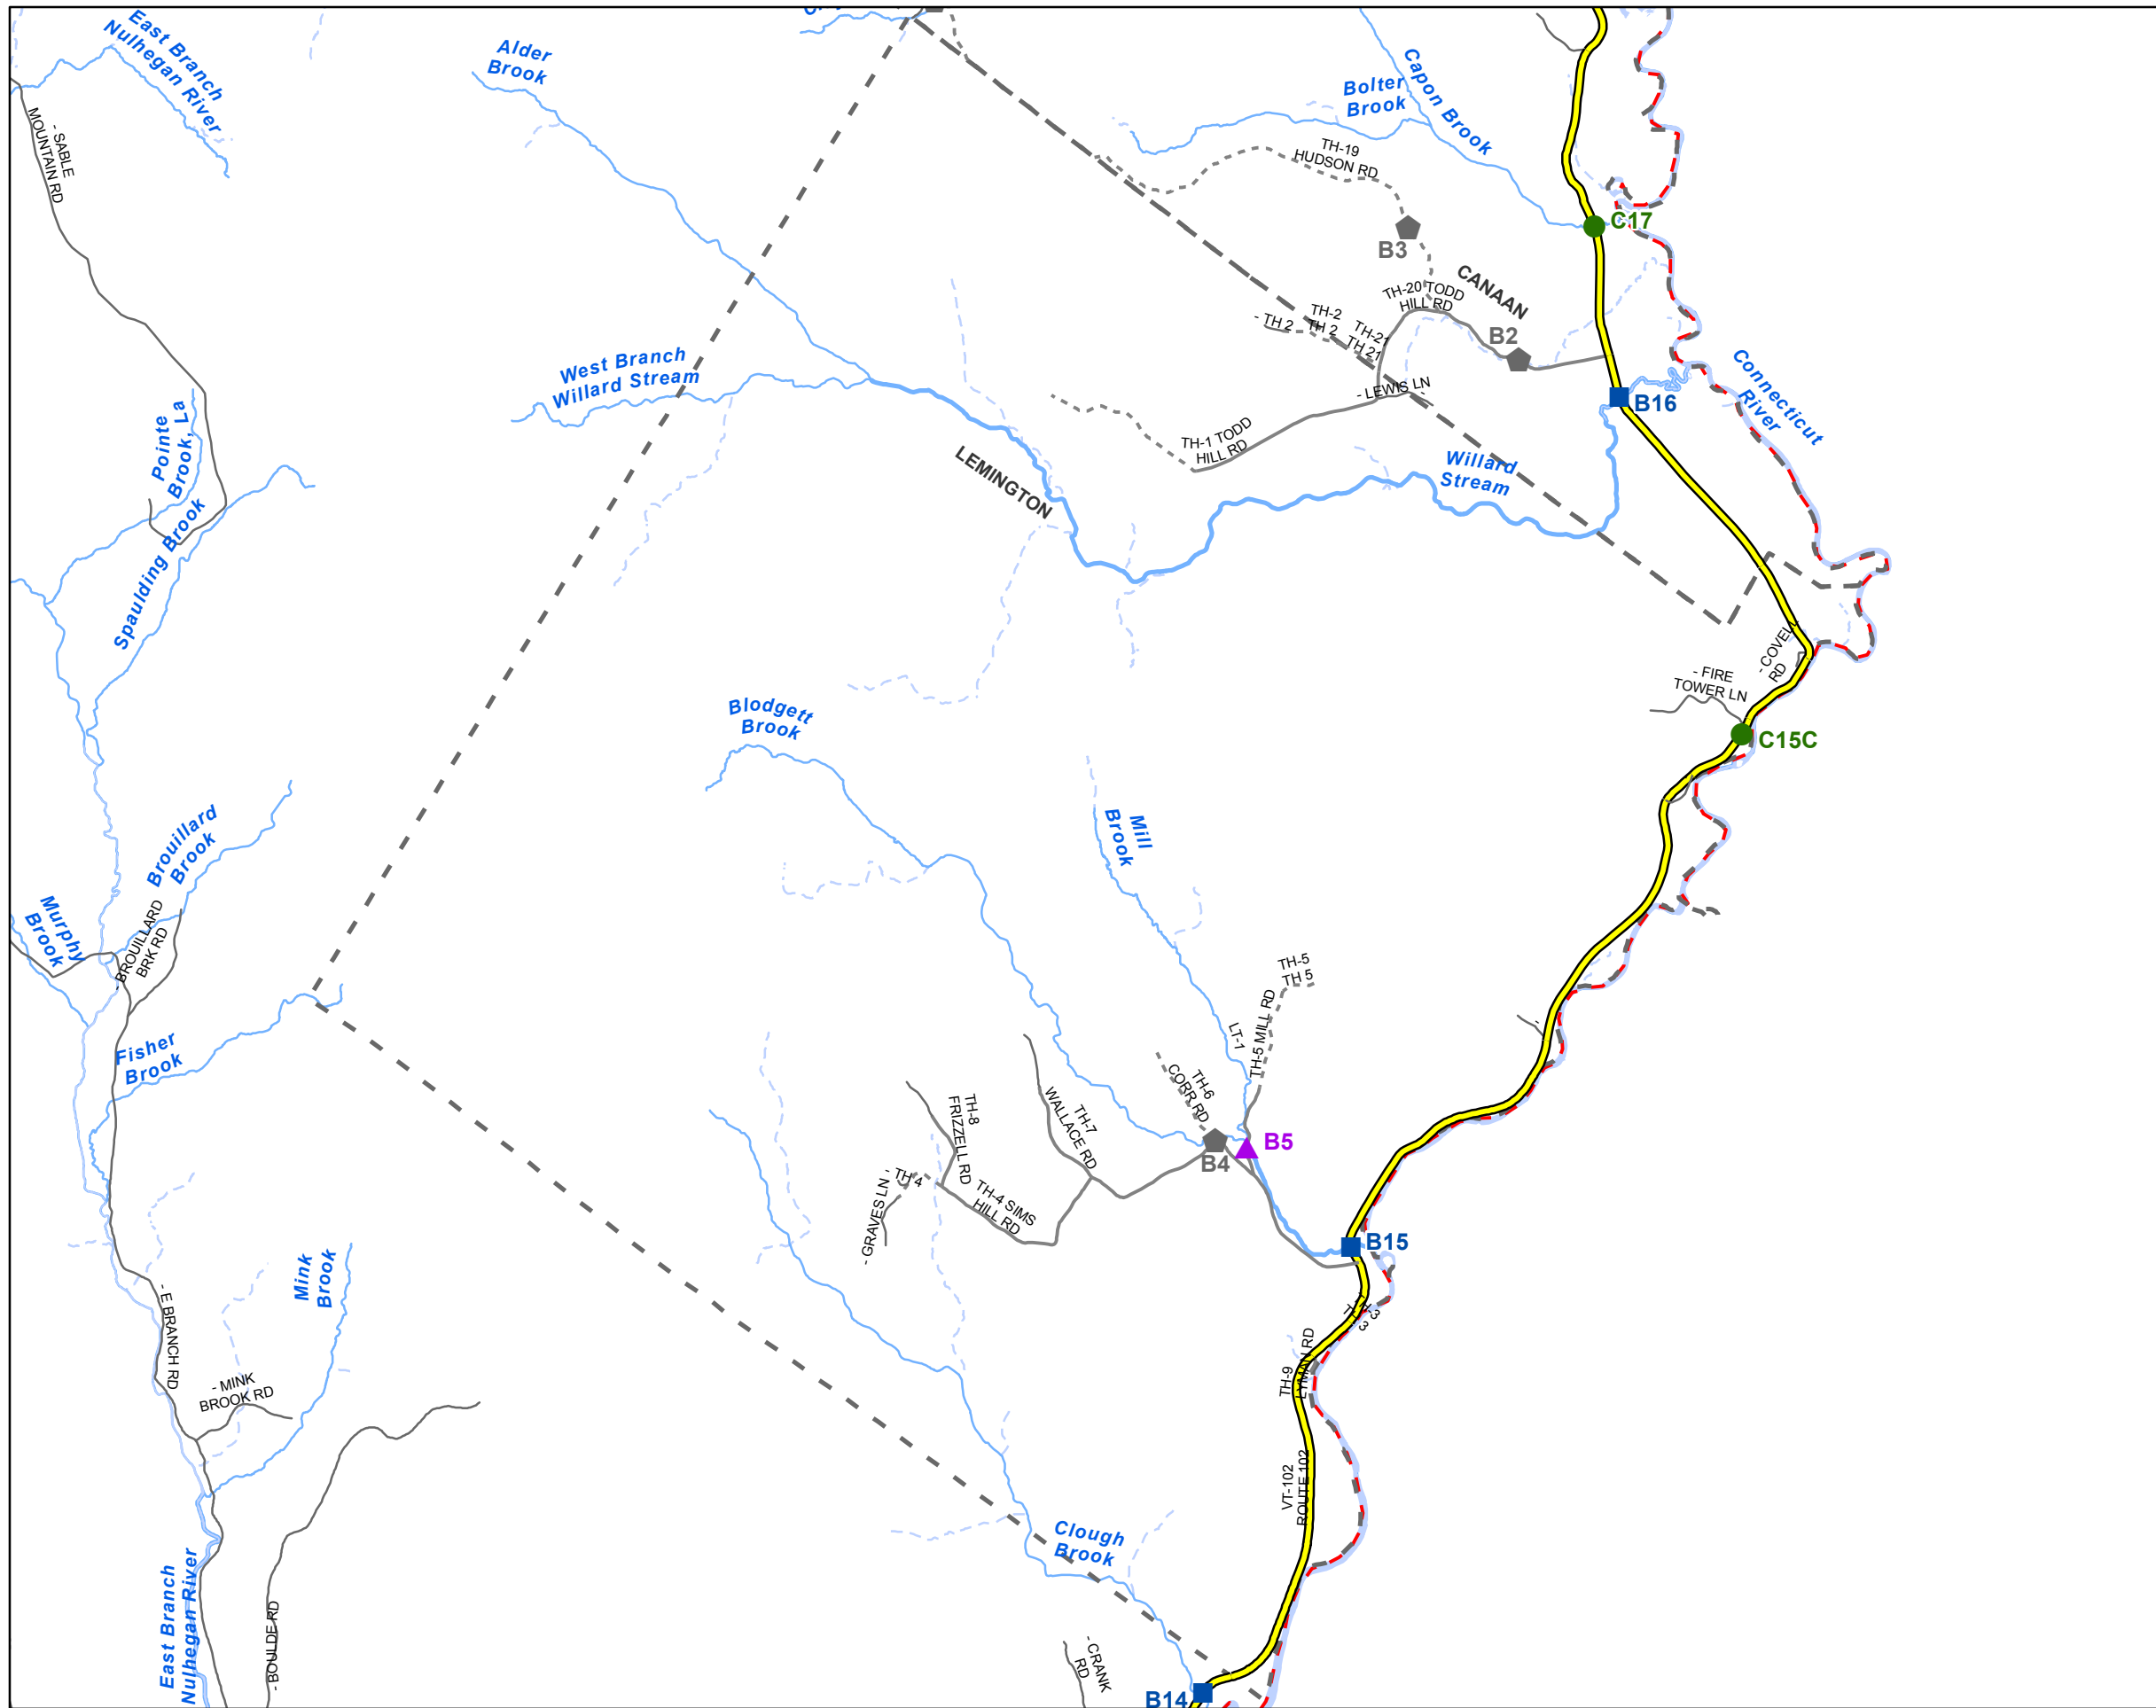 East Branch
Nulhegan River
Alder
Brook
Capon Brook
Bolter
Brook
- SABLE
MOUNTAIN RD
TH-19
HUDSON RD
C17
B3
CANAAN
TH-20 TODD
HILL RD
TH-2
- TH 2
TH 2
TH-21
TH 21
B2
West Branch
Willard Stream
- LEWIS LN
B16
Connecticut
River
Pointe
Brook, La
TH-1 TODD
HILL RD
LEMINGTON
Willard
Stream
Spaulding Brook
- COVELL
RD
- FIRE
TOWER LN
C15C
Blodgett
Brook
Mill
Brook
Brouillard
Brook
Murphy
Brook
- BROUILLARD
BRK RD
TH-5
TH 5
LT-1
TH-5 MILL RD
Fisher
Brook
TH-6
CORR RD
TH-7
WALLACE RD
TH-8
FRIZZELL RD
B5
B4
- TH 4
- GRAVES LN
TH-4 SIMS
HILL RD
B15
Mink
Brook
- E BRANCH RD
TH-3
TH 3
TH-9
LYMAN RD
- MINK
BROOK RD
VT-102
ROUTE 102
Clough
Brook
East Branch
Nulhegan River
- BOULDE RD
- CRANK
RD
B14